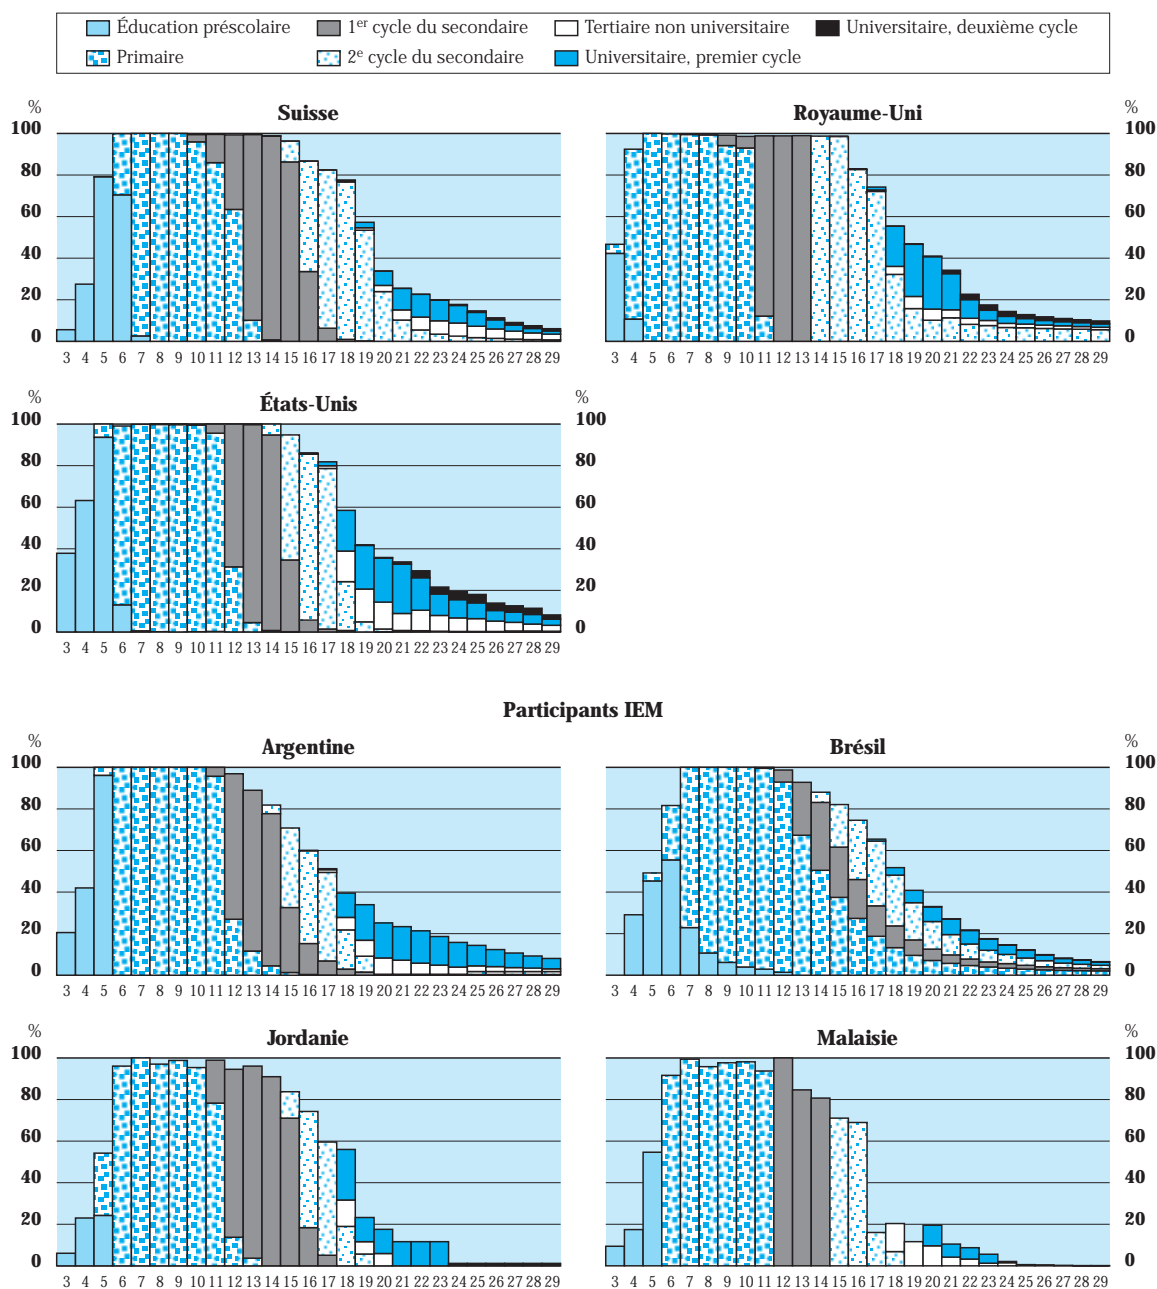 Éducation préscolaire 1er cycle du secondaire Tertiaire non universitaire Universitaire, deuxième cycle
Primaire 2e cycle du secondaire Universitaire, premier cycle
% Suisse Royaume-Uni %
100 100
80 80
60 60
40 40
20 20
0 0
3 4 5 6 7 8 9 10 11 12 13 14 15 16 17 18 19 20 21 22 23 24 25 26 27 28 29 3 4 5 6 7 8 9 10 11 12 13 14 15 16 17 18 19 20 21 22 23 24 25 26 27 28 29
% États-Unis %
100 100
80 80
60 60
40 40
20 20
0 0
3 4 5 6 7 8 9 10 11 12 13 14 15 16 17 18 19 20 21 22 23 24 25 26 27 28 29
Participants IEM
% Argentine Brésil %
100 100
80 80
60 60
40 40
20 20
0 0
3 4 5 6 7 8 9 10 11 12 13 14 15 16 17 18 19 20 21 22 23 24 25 26 27 28 29 3 4 5 6 7 8 9 10 11 12 13 14 15 16 17 18 19 20 21 22 23 24 25 26 27 28 29
% Jordanie Malaisie %
100 100
80 80
60 60
40 40
20 20
0 0
3 4 5 6 7 8 9 10 11 12 13 14 15 16 17 18 19 20 21 22 23 24 25 26 27 28 29 3 4 5 6 7 8 9 10 11 12 13 14 15 16 17 18 19 20 21 22 23 24 25 26 27 28 29